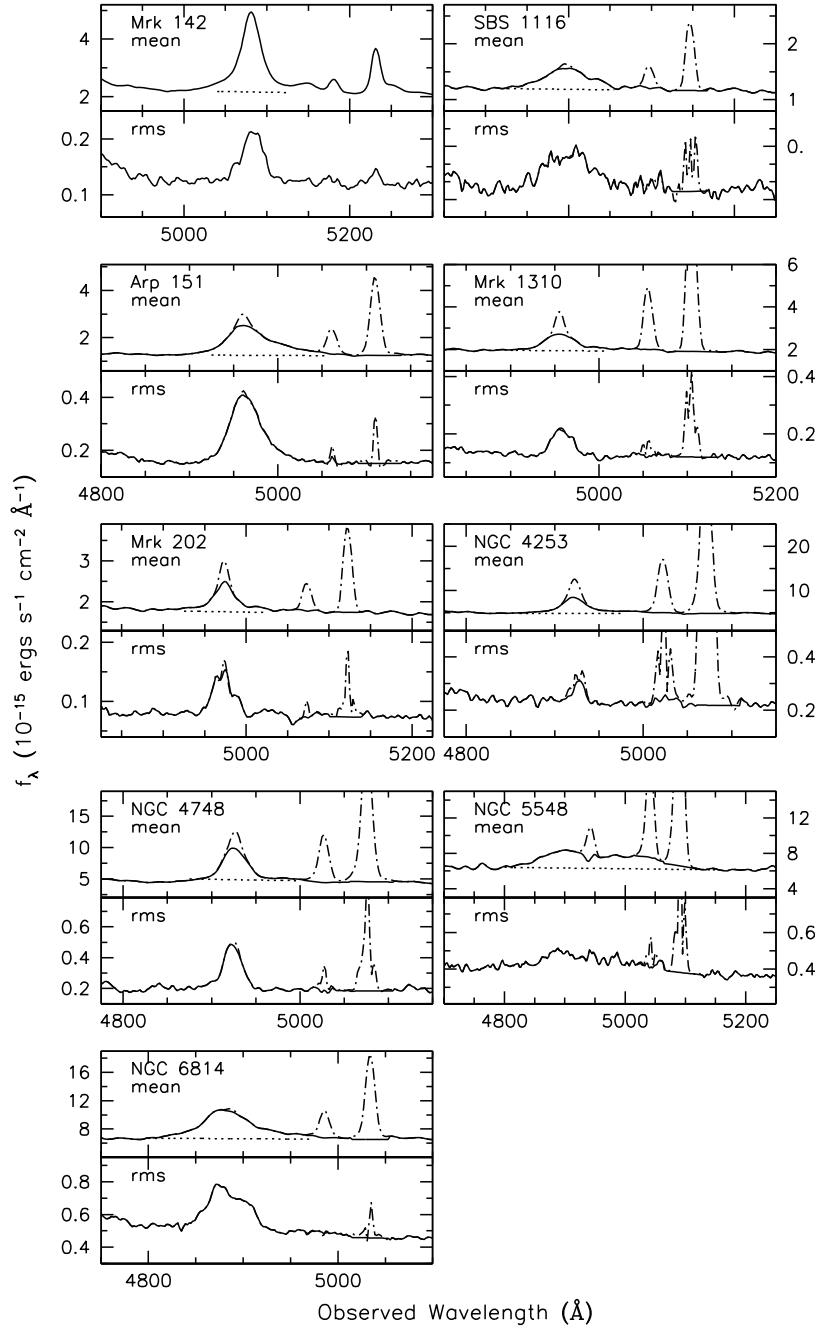 Mrk 142
mean
4
2
rms
0.2
0.1
5000 5200
SBS 1116
mean
2
1
rms
0.
Arp 151
mean
4
2
rms
0.4
0.2
4800 5000
Mrk 1310
mean
6
4
2
rms
0.4
0.2
5000 5200
Mrk 202
mean
3
2
rms
0.2
0.1
5000 5200
NGC 4253
mean
20
10
rms
0.4
0.2
4800 5000
NGC 4748
mean
15
10
5
rms
0.6
0.4
0.2
4800 5000
NGC 5548
mean
12
8
4
rms
0.6
0.4
4800 5000 5200
NGC 6814
mean
16
12
8
rms
0.8
0.6
0.4
4800 5000
fλ (10⁻¹⁵ ergs s⁻¹ cm⁻² Å⁻¹)
Observed Wavelength (Å)